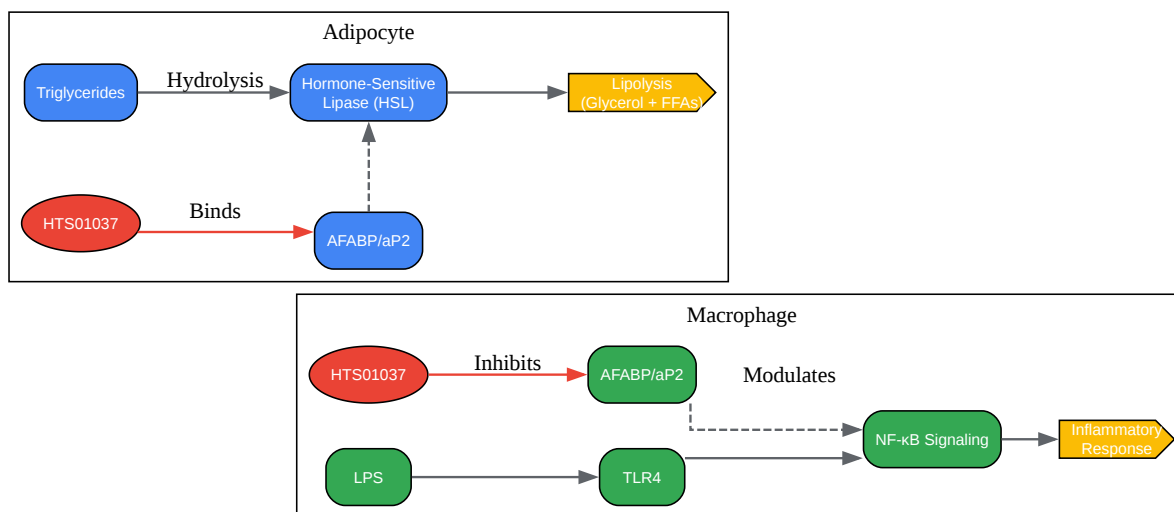 Adipocyte
Triglycerides
Hydrolysis
Hormone-Sensitive
Lipase (HSL)
Lipolysis
(Glycerol + FFAs)
HTS01037
Binds
AFABP/aP2
Macrophage
HTS01037
Inhibits
AFABP/aP2
Modulates
NF-κB Signaling
Inflammatory
Response
LPS
TLR4